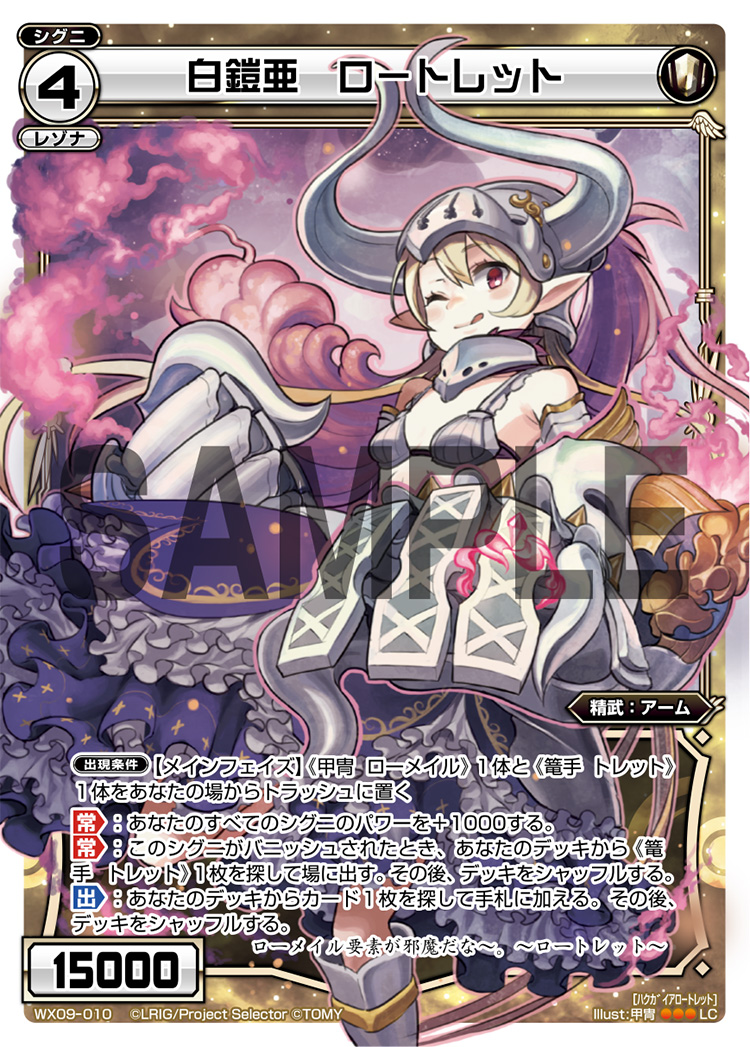 シグニ
4
白鎧亜 ロートレット
レゾナ
SAMPLE
精武：アーム
出現条件 [メインフェイズ]《甲冑 ローメイル》1体と《篭手 トレット》
1体をあなたの場からトラッシュに置く
常：あなたのすべてのシグニのパワーを＋1000する。
常：このシグニがバニッシュされたとき、あなたのデッキから《篭
手 トレット》1枚を探して場に出す。その後、デッキをシャッフルする。
出：あなたのデッキからカード1枚を探して手札に加える。その後、
デッキをシャッフルする。
ローメイル要素が邪魔だな〜。〜ロートレット〜
15000
[ハクガイアロートレット]
WX09-010 ©LRIG/Project Selector ©TOMY Illust:甲冑 LC